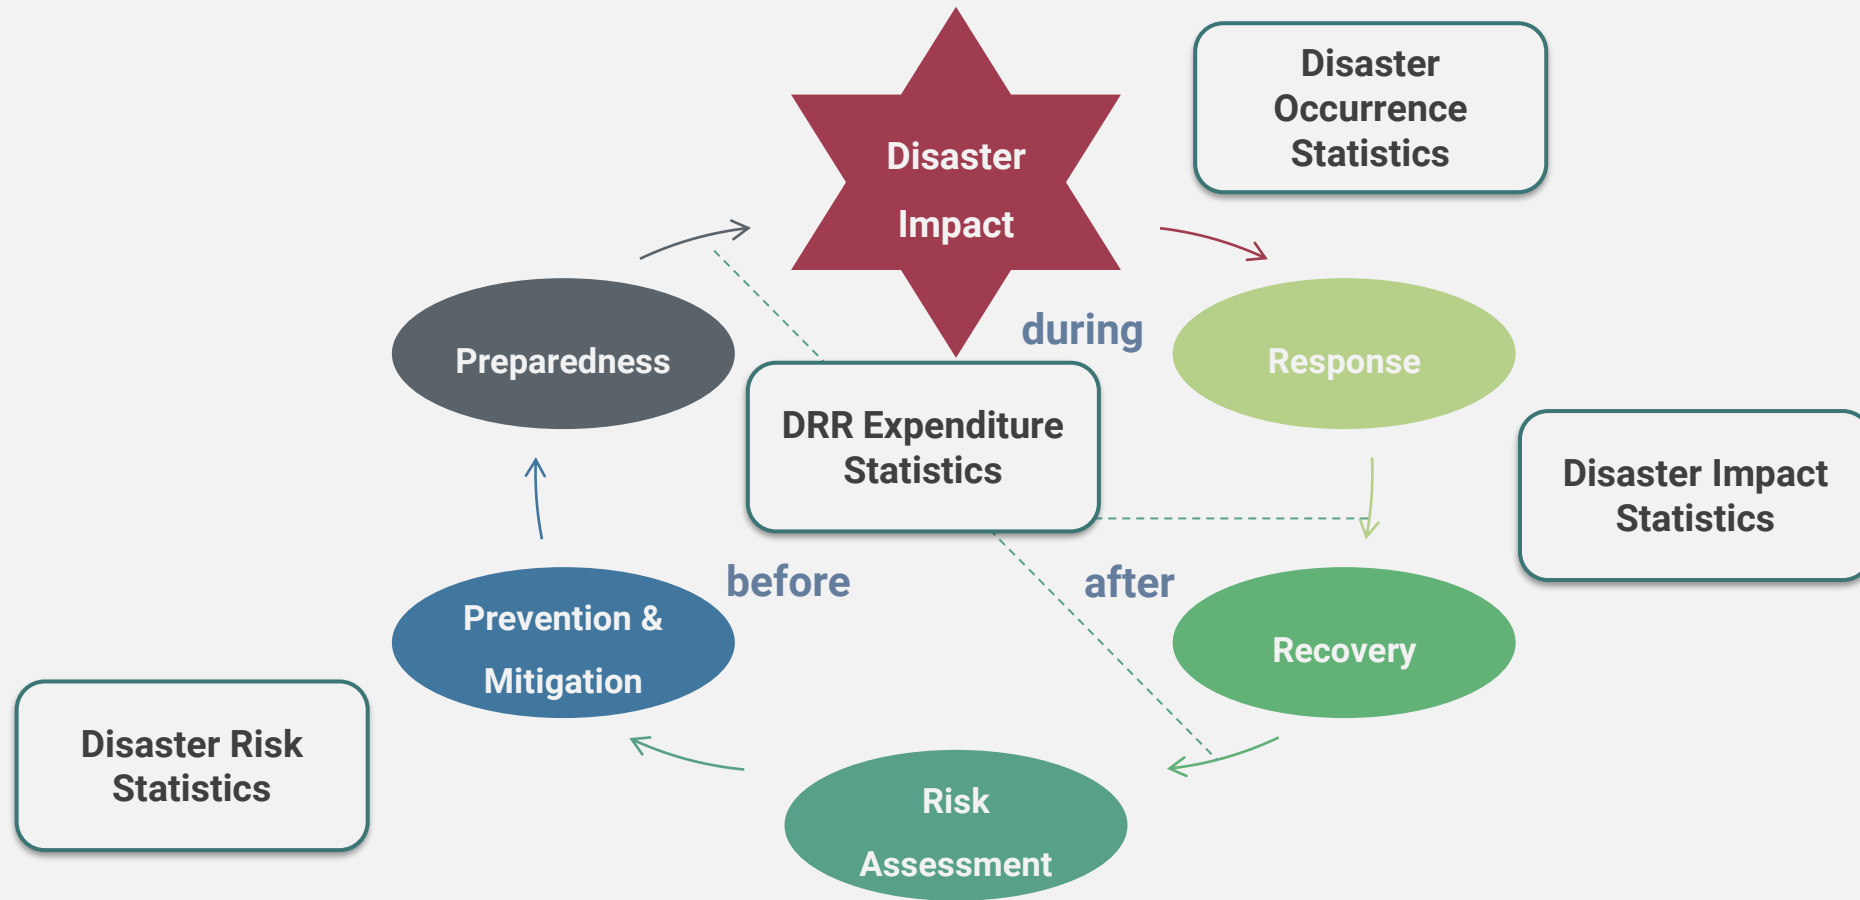 Disaster
Occurrence
Statistics
Disaster
Impact
during
Preparedness
Response
DRR Expenditure
Statistics
Disaster Impact
Statistics
before
after
Prevention &
Mitigation
Recovery
Disaster Risk
Statistics
Risk
Assessment